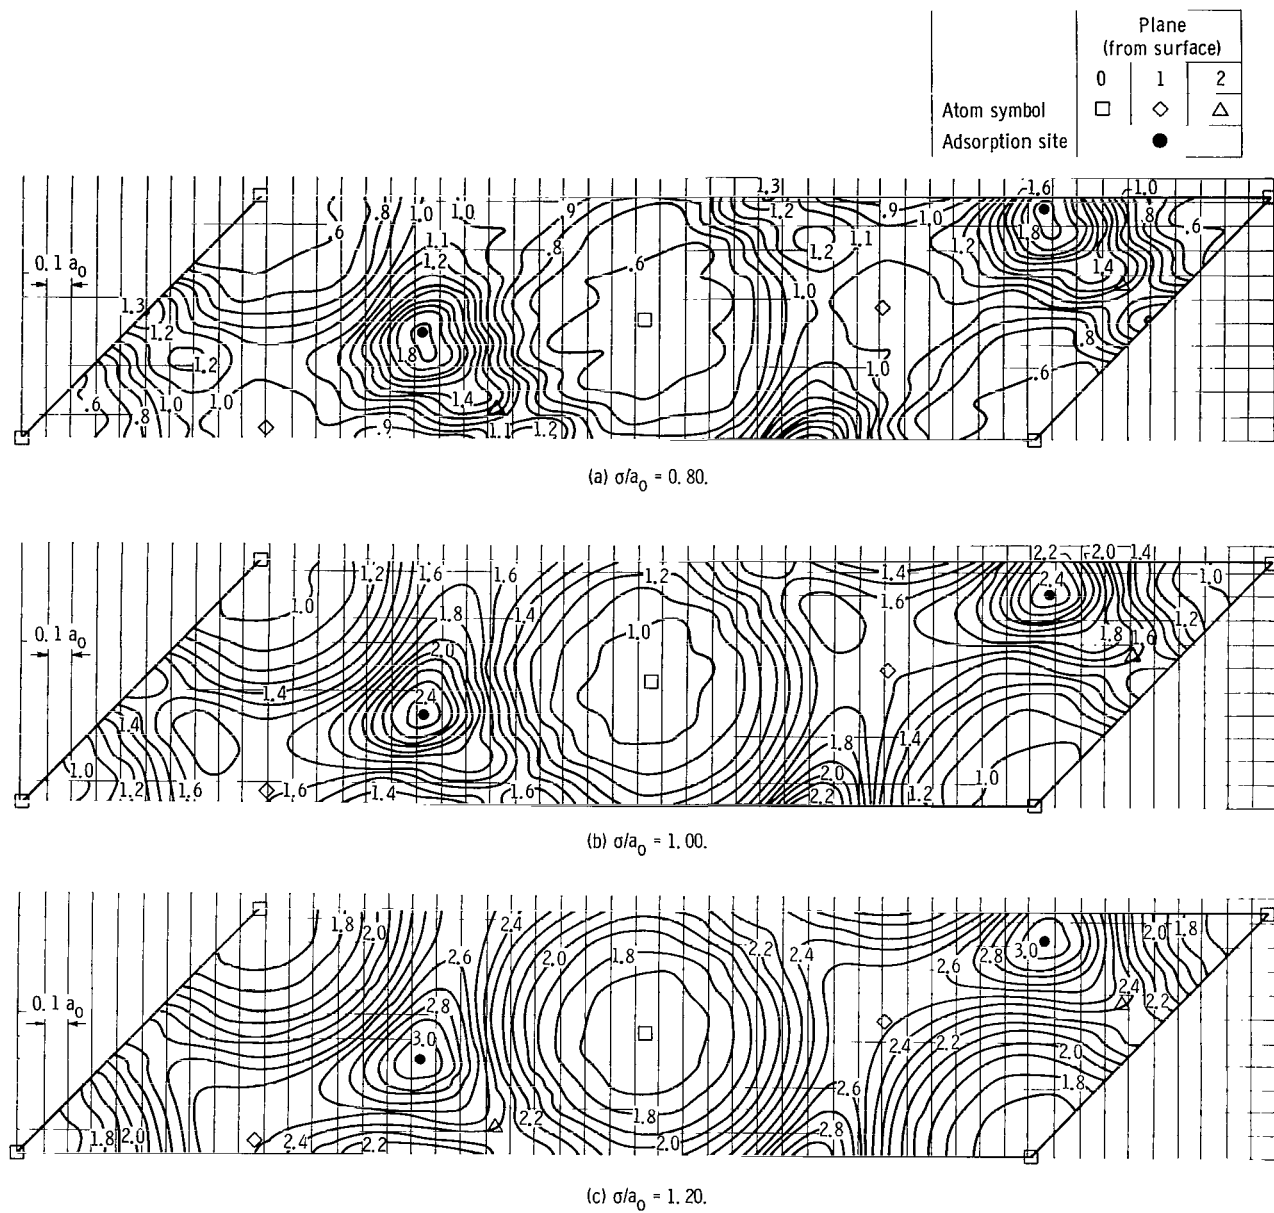 Plane
(from surface)
0 1 2
Atom symbol
Adsorption site
1.6 1.0
1.3
.8 1.0 1.0 .9 1.2 .9 1.0 1.8 .8
.6 1.1 .8 1.2 1.1 1.2 .6
1.2 .6 1.4
0.1 a0
1.3 1.0
1.2
1.2 1.8 1.0 .8
.6 1.0 1.0 1.4 .6
.8 .9 1.1 1.2
(a) σ/a0 = 0.80.
2.2 2.0 1.4
1.2 1.6 1.6 1.2 1.4 2.4 1.0
1.0 1.8 1.4 1.6 1.2
0.1 a0
2.0 1.0 1.8 1.6
1.4 2.4
1.4 1.8 1.4
1.0 2.0 1.0
1.2 1.6 1.6 1.4 1.6 2.2 1.2
(b) σ/a0 = 1.00.
1.8 2.0 2.4 2.0 1.8
2.6 2.0 1.8 2.2 2.4 2.8 3.0
2.6
0.1 a0
2.8 2.4 2.2
3.0 2.4 2.2 2.0
2.6 1.8
2.2 1.8
1.8 2.0 2.4 2.2 2.0 2.8
(c) σ/a0 = 1.20.